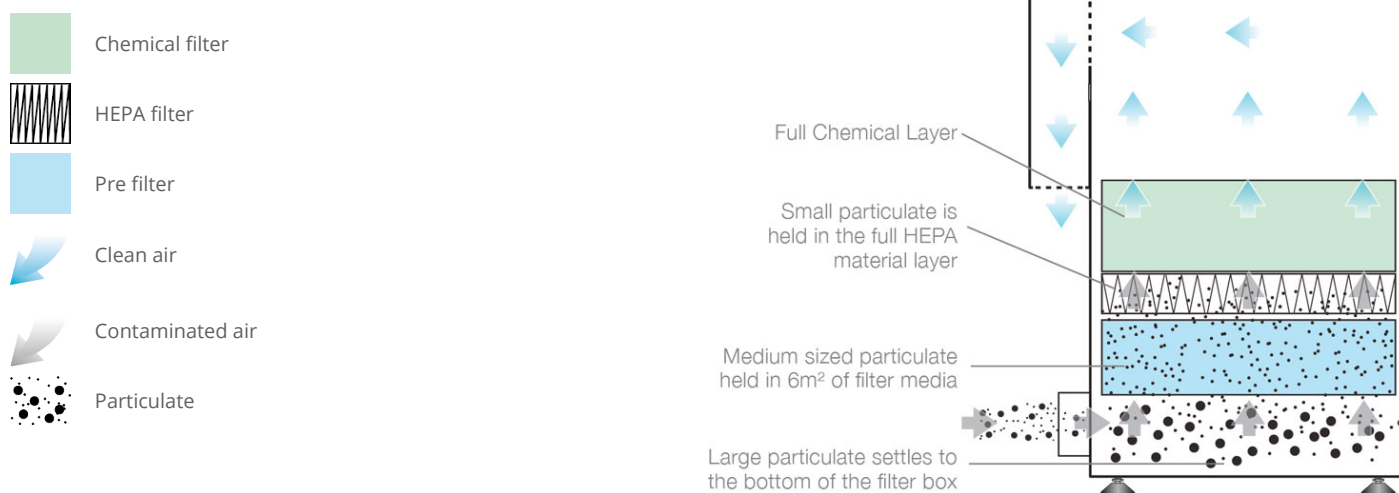 Chemical filter
HEPA filter
Pre filter
Clean air
Contaminated air
Particulate
Full Chemical Layer
Small particulate is
held in the full HEPA
material layer
Medium sized particulate
held in 6m² of filter media
Large particulate settles to
the bottom of the filter box